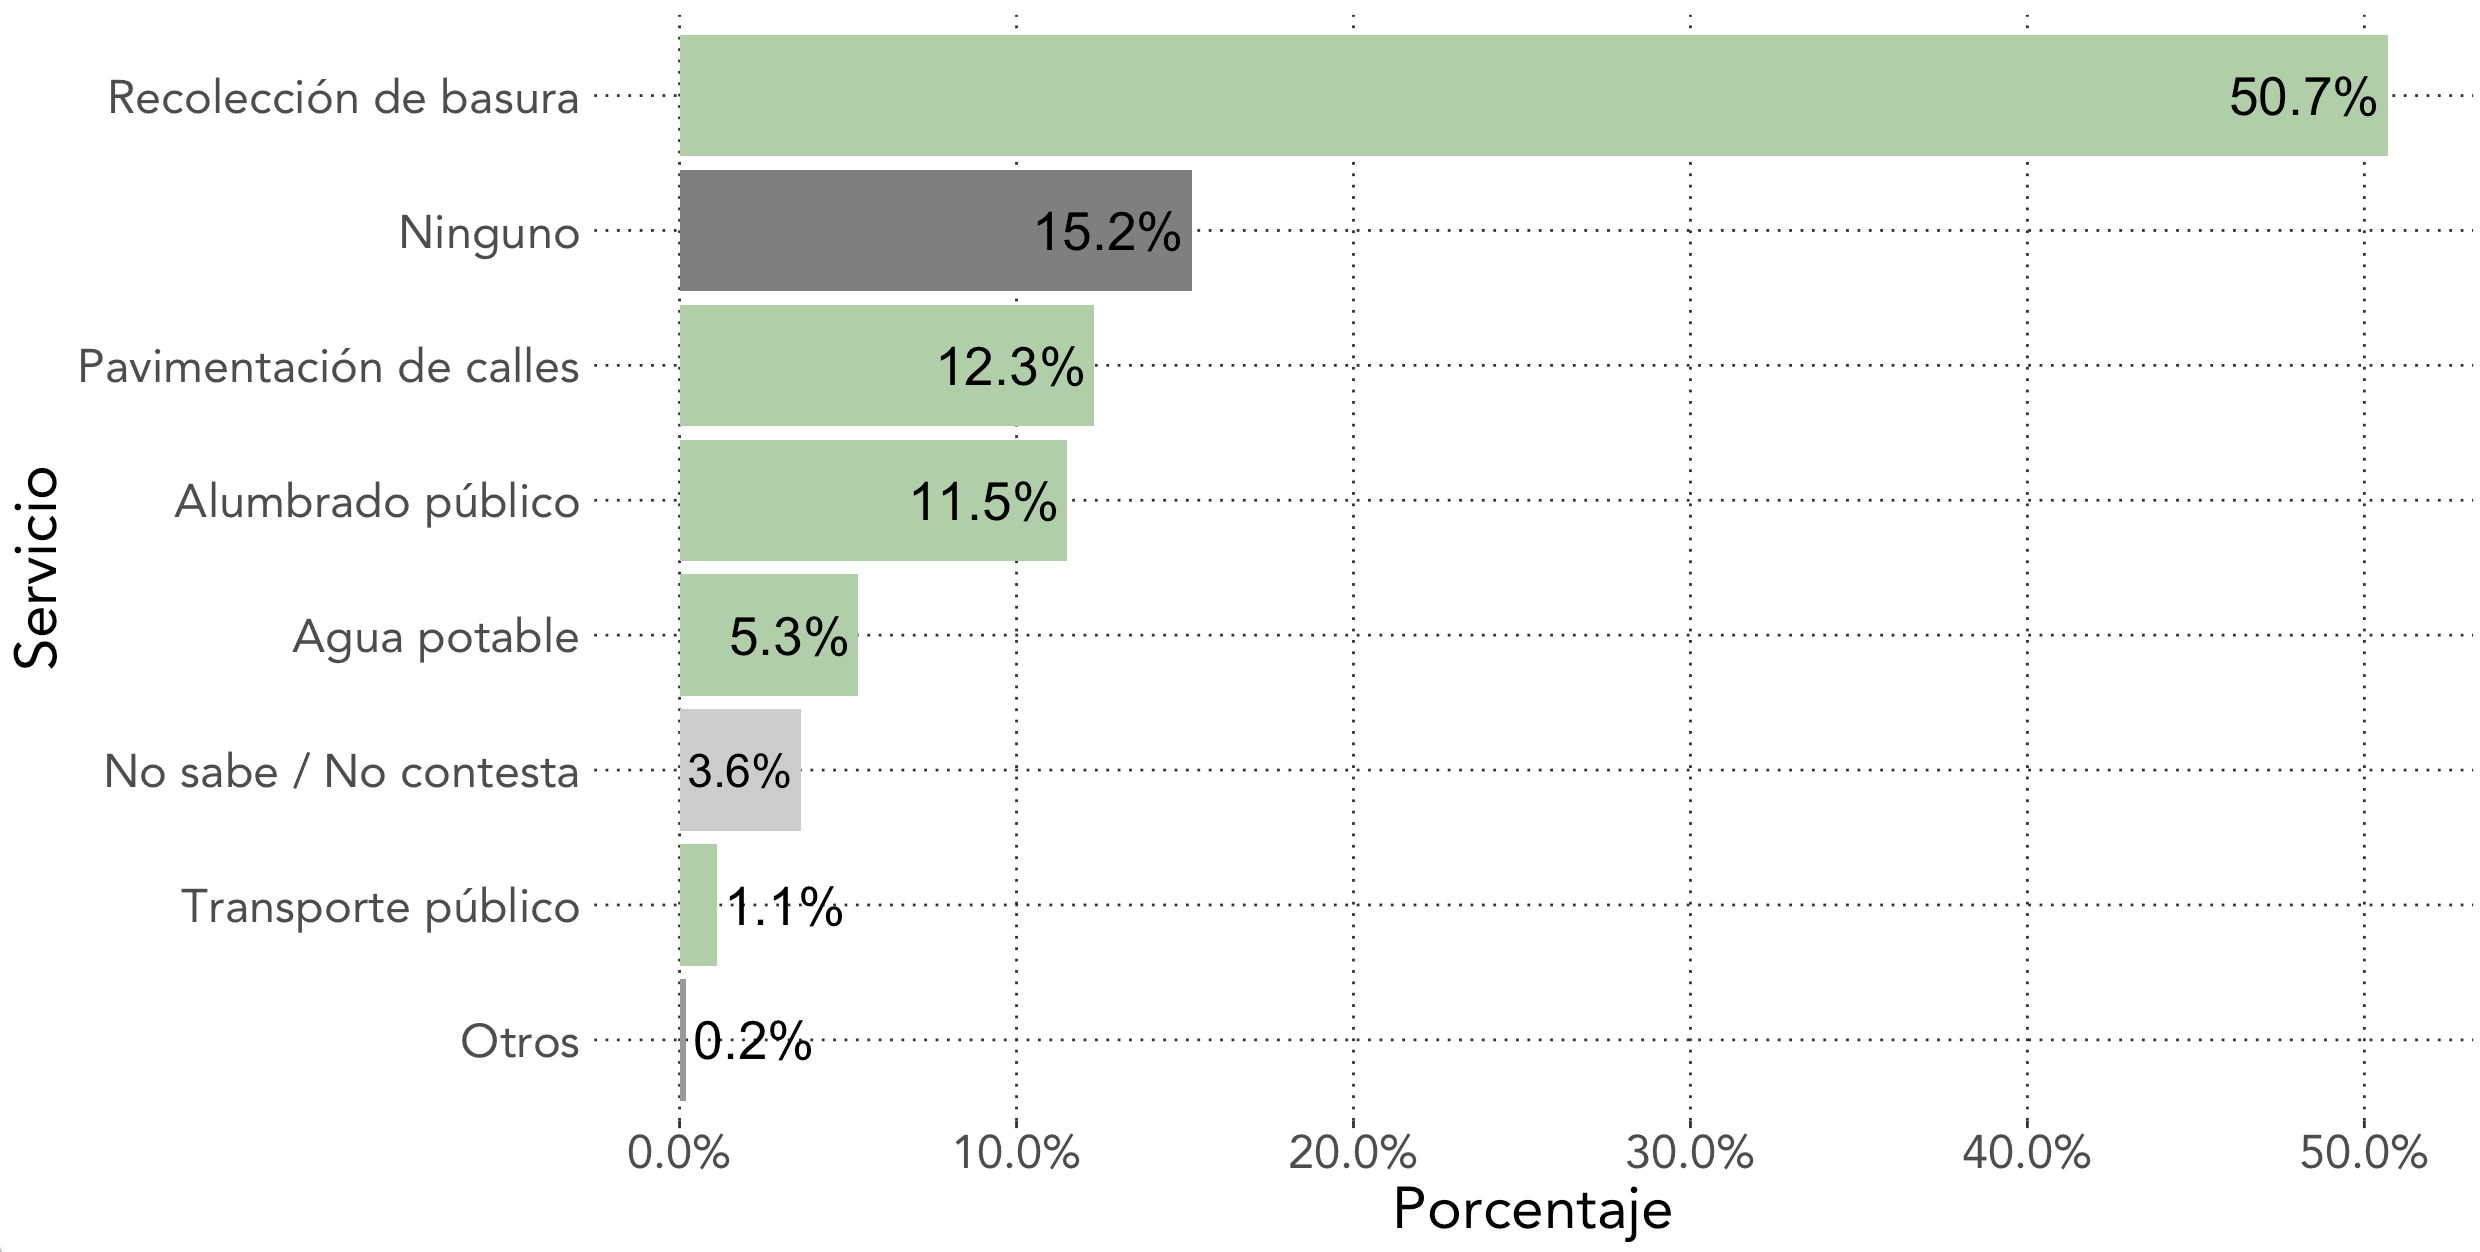 Recolección de basura 50.7%
Ninguno 15.2%
Pavimentación de calles 12.3%
Alumbrado público 11.5%
Agua potable 5.3%
No sabe / No contesta 3.6%
Transporte público 1.1%
Otros 0.2%
Servicio
0.0% 10.0% 20.0% 30.0% 40.0% 50.0%
Porcentaje